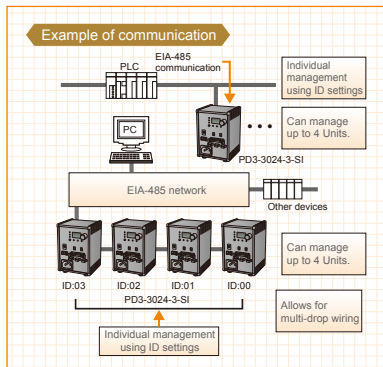 Example of communication
EIA-485
communication
PLC
Individual
management
using ID settings
Can manage
up to 4 Units.
PC
PD3-3024-3-SI
EIA-485 network
Other devices
Can manage
up to 4 Units.
ID:03 ID:02 ID:01 ID:00
PD3-3024-3-SI
Allows for
multi-drop wiring
Individual management
using ID settings